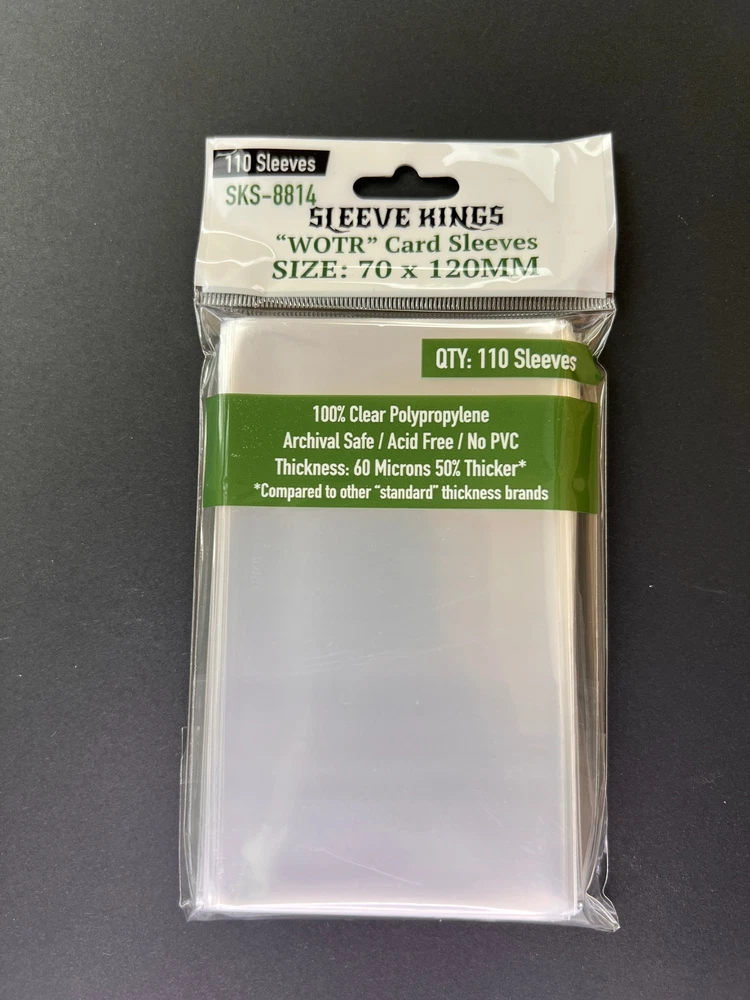 110 Sleeves
SKS-8814
SLEEVE KINGS
“WOTR” Card Sleeves
SIZE: 70 x 120MM
QTY: 110 Sleeves
100% Clear Polypropylene
Archival Safe / Acid Free / No PVC
Thickness: 60 Microns 50% Thicker*
*Compared to other “standard” thickness brands